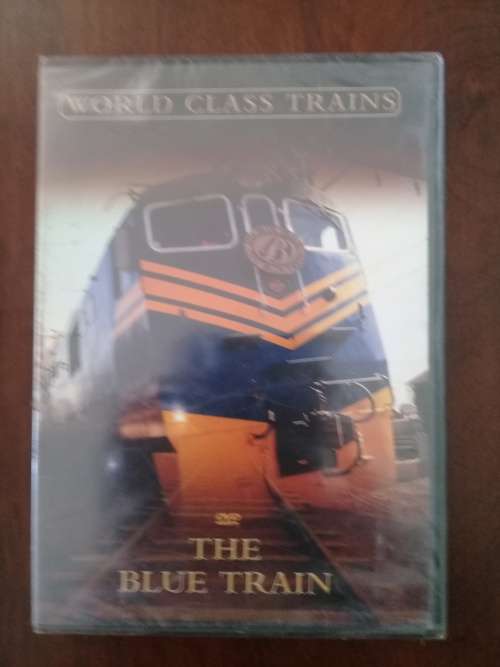 WORLD CLASS TRAINS
DVD
THE
BLUE TRAIN